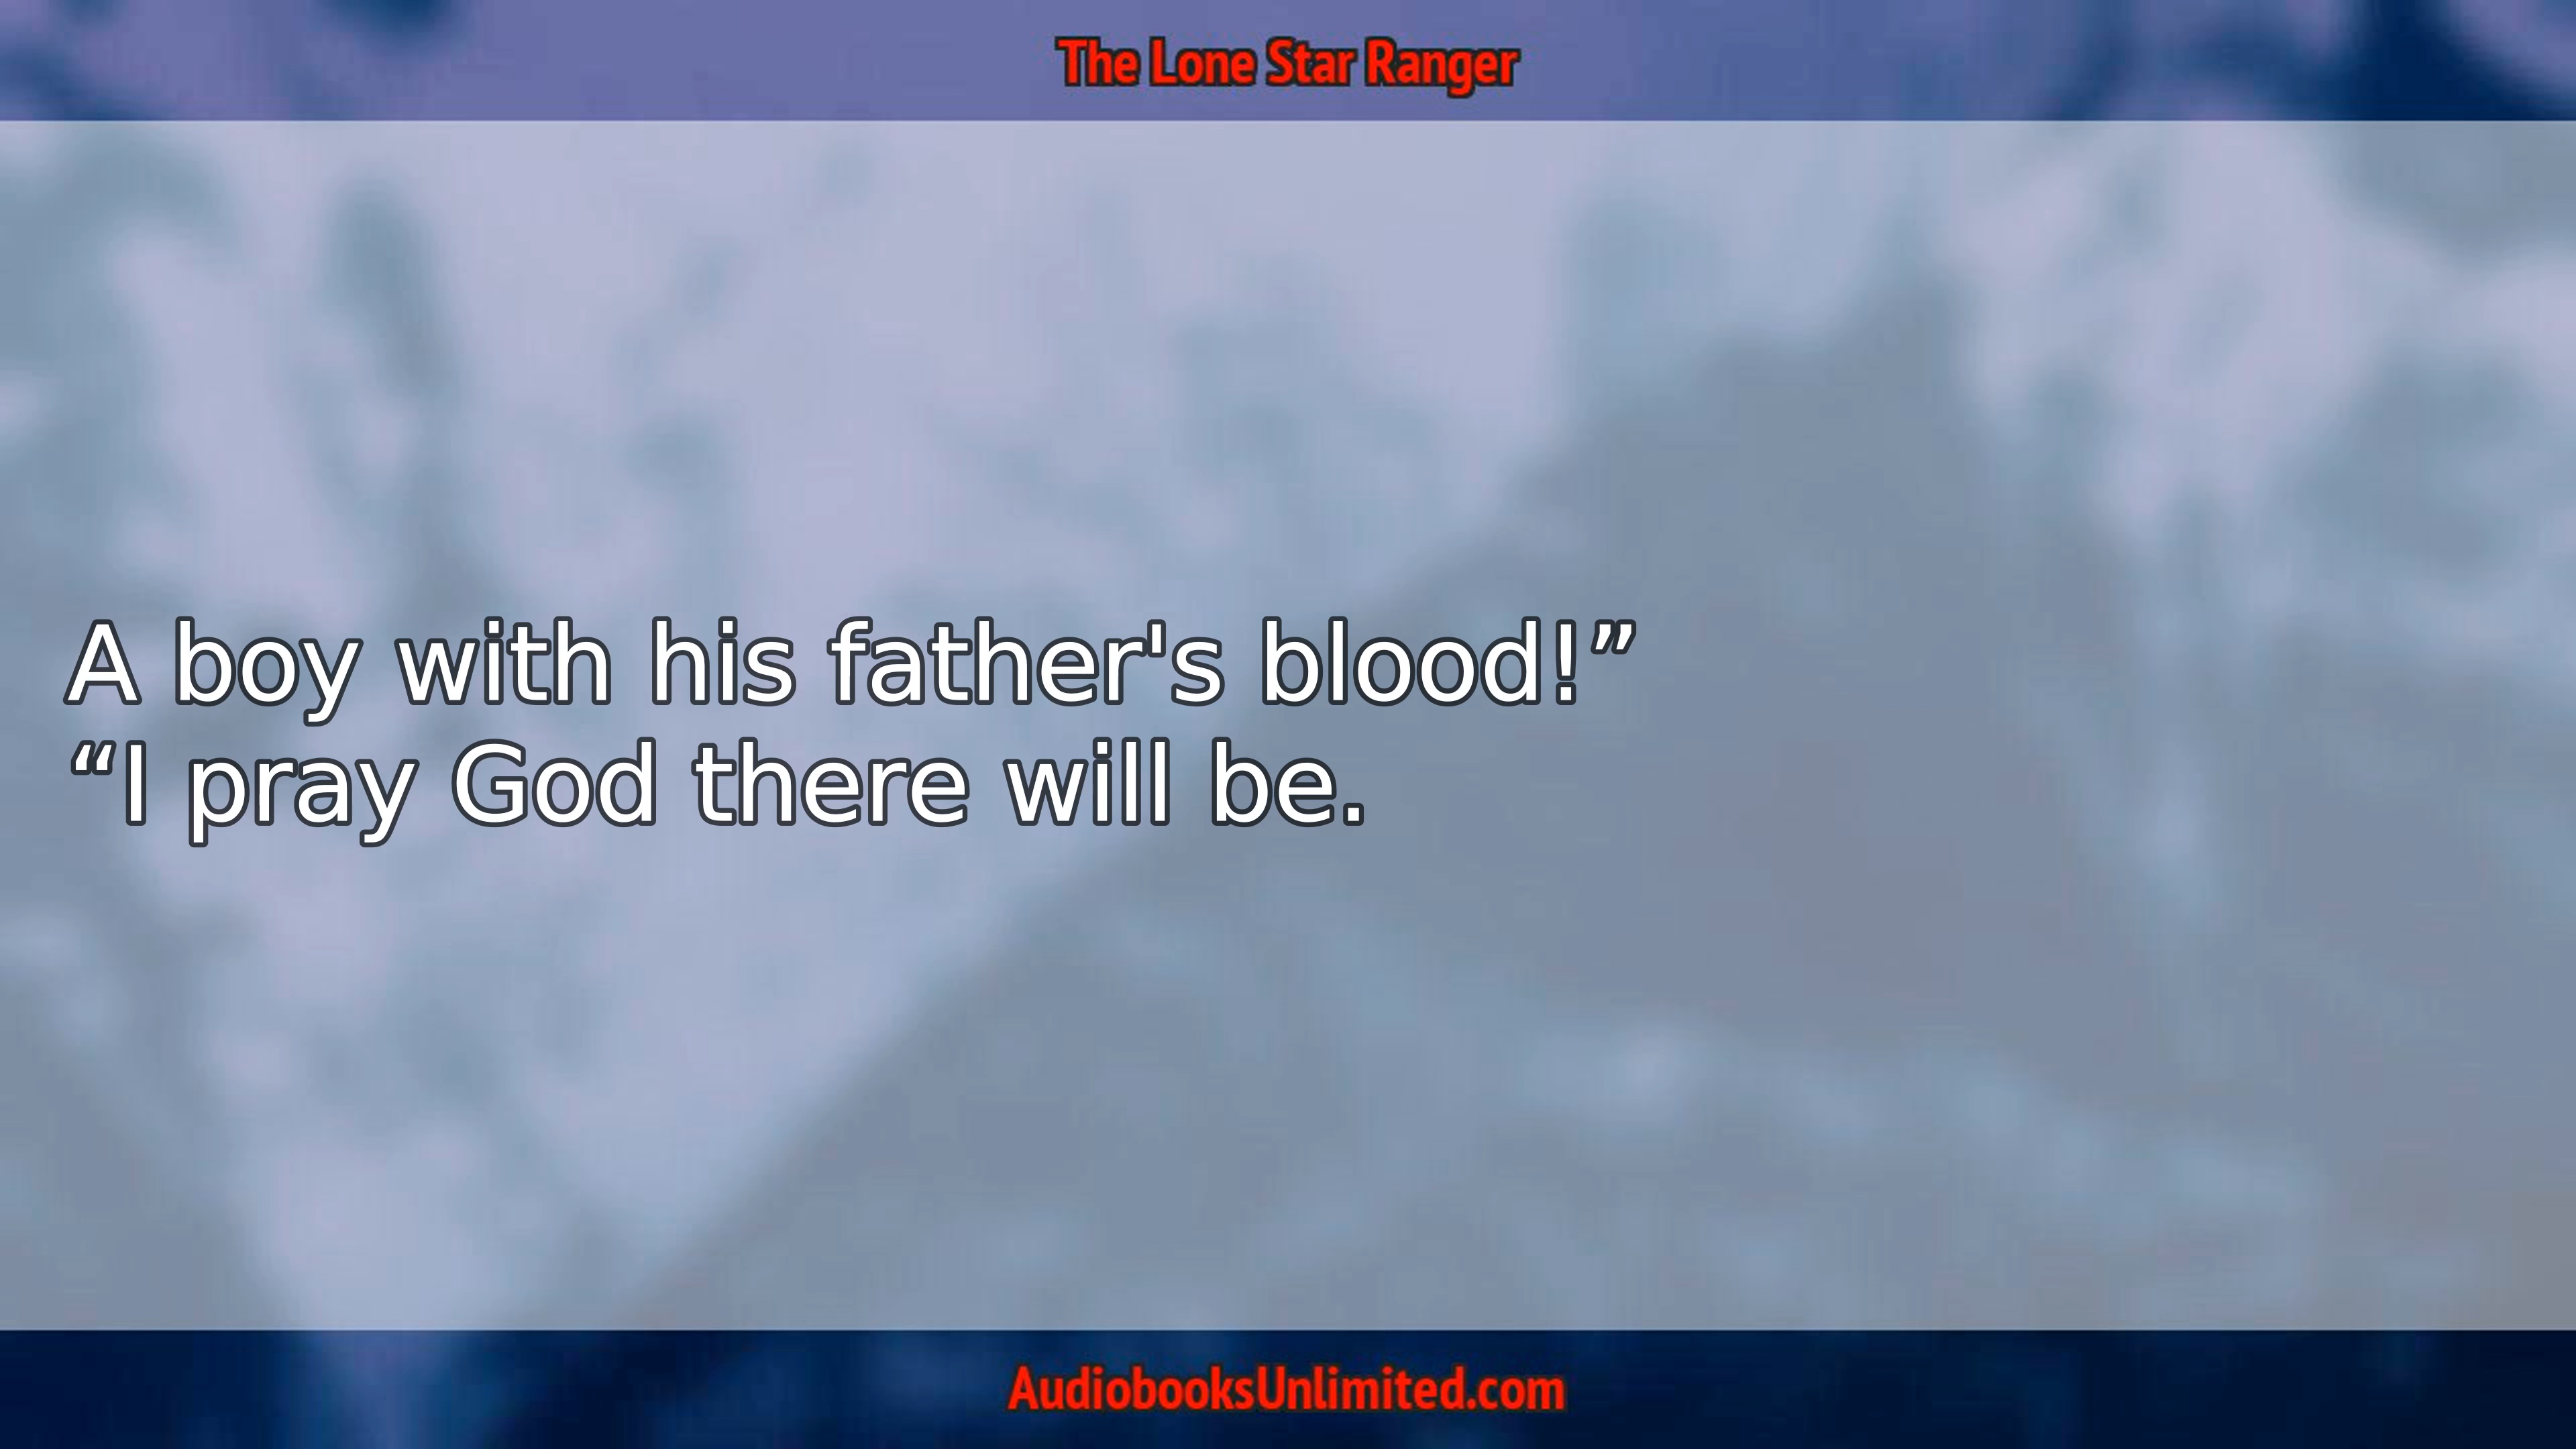 The Lone Star Ranger
A boy with his father's blood!”
“I pray God there will be.
AudiobooksUnlimited.com